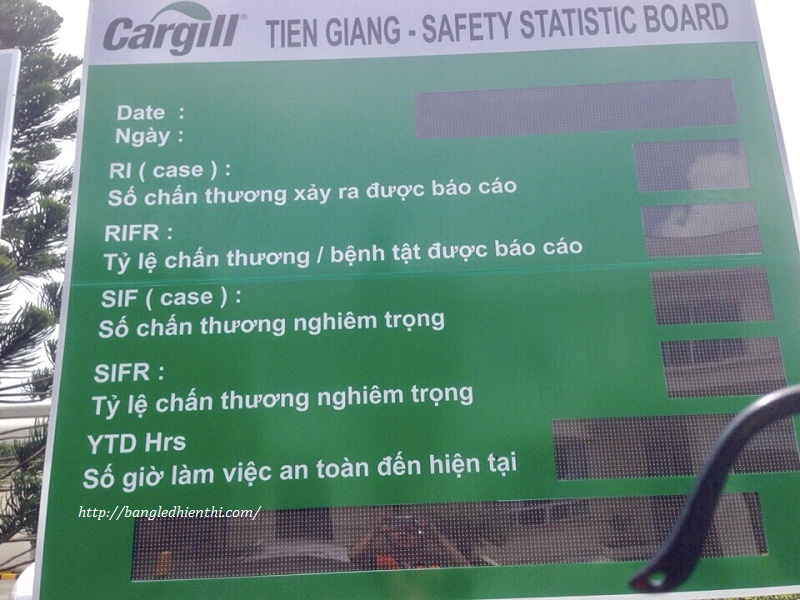 Cargill® TIEN GIANG - SAFETY STATISTIC BOARD
Date :
Ngày :
RI ( case ) :
Số chấn thương xảy ra được báo cáo
RIFR :
Tỷ lệ chấn thương / bệnh tật được báo cáo
SIF ( case ) :
Số chấn thương nghiêm trọng
SIFR :
Tỷ lệ chấn thương nghiêm trọng
YTD Hrs
Số giờ làm việc an toàn đến hiện tại
http://bangledhienthi.com/